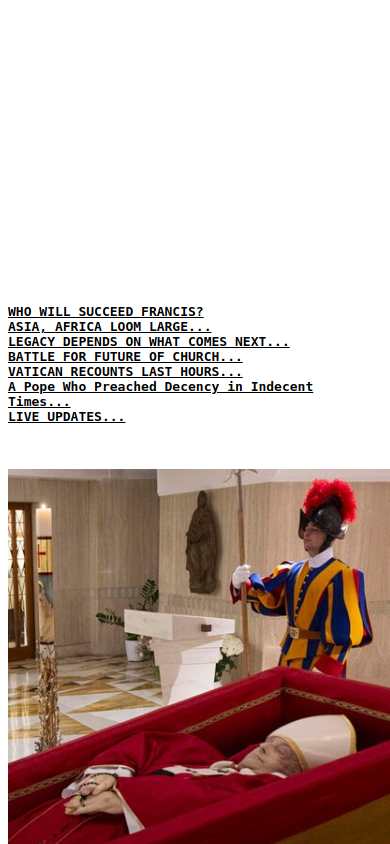 WHO WILL SUCCEED FRANCIS?
ASIA, AFRICA LOOM LARGE...
LEGACY DEPENDS ON WHAT COMES NEXT...
BATTLE FOR FUTURE OF CHURCH...
VATICAN RECOUNTS LAST HOURS...
A Pope Who Preached Decency in Indecent
Times...
LIVE UPDATES...